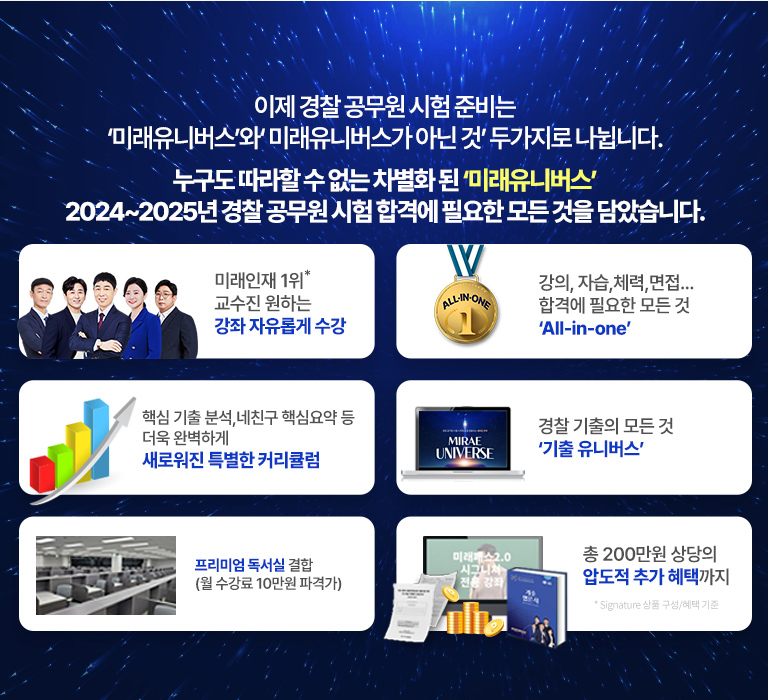 이제 경찰 공무원 시험 준비는
‘미래유니버스’와‘ 미래유니버스가 아닌 것’ 두가지로 나뉩니다.
누구도 따라할 수 없는 차별화 된 ‘미래유니버스’
2024~2025년 경찰 공무원 시험 합격에 필요한 모든 것을 담았습니다.
미래인재 1위*
교수진 원하는
강좌 자유롭게 수강
ALL-IN-ONE
1
강의, 자습,체력,면접...
합격에 필요한 모든 것
‘All-in-one’
핵심 기출 분석,네친구 핵심요약 등
더욱 완벽하게
새로워진 특별한 커리큘럼
MIRAE
UNIVERSE
경찰 기출의 모든 것
‘기출 유니버스’
프리미엄 독서실 결합
(월 수강료 10만원 파격가)
미래패스2.0
시그니처
전용 강좌
총 200만원 상당의
압도적 추가 혜택까지
* Signature 상품 구성/혜택 기준